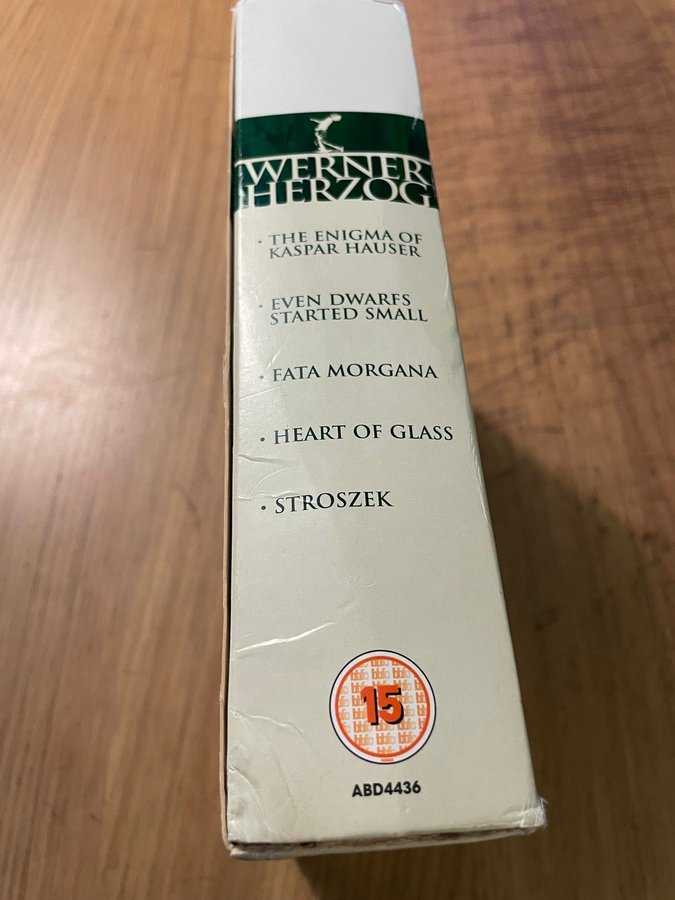 WERNER
HERZOG
• THE ENIGMA OF
KASPAR HAUSER
• EVEN DWARFS
STARTED SMALL
• FATA MORGANA
• HEART OF GLASS
• STROSZEK
15
ABD4436